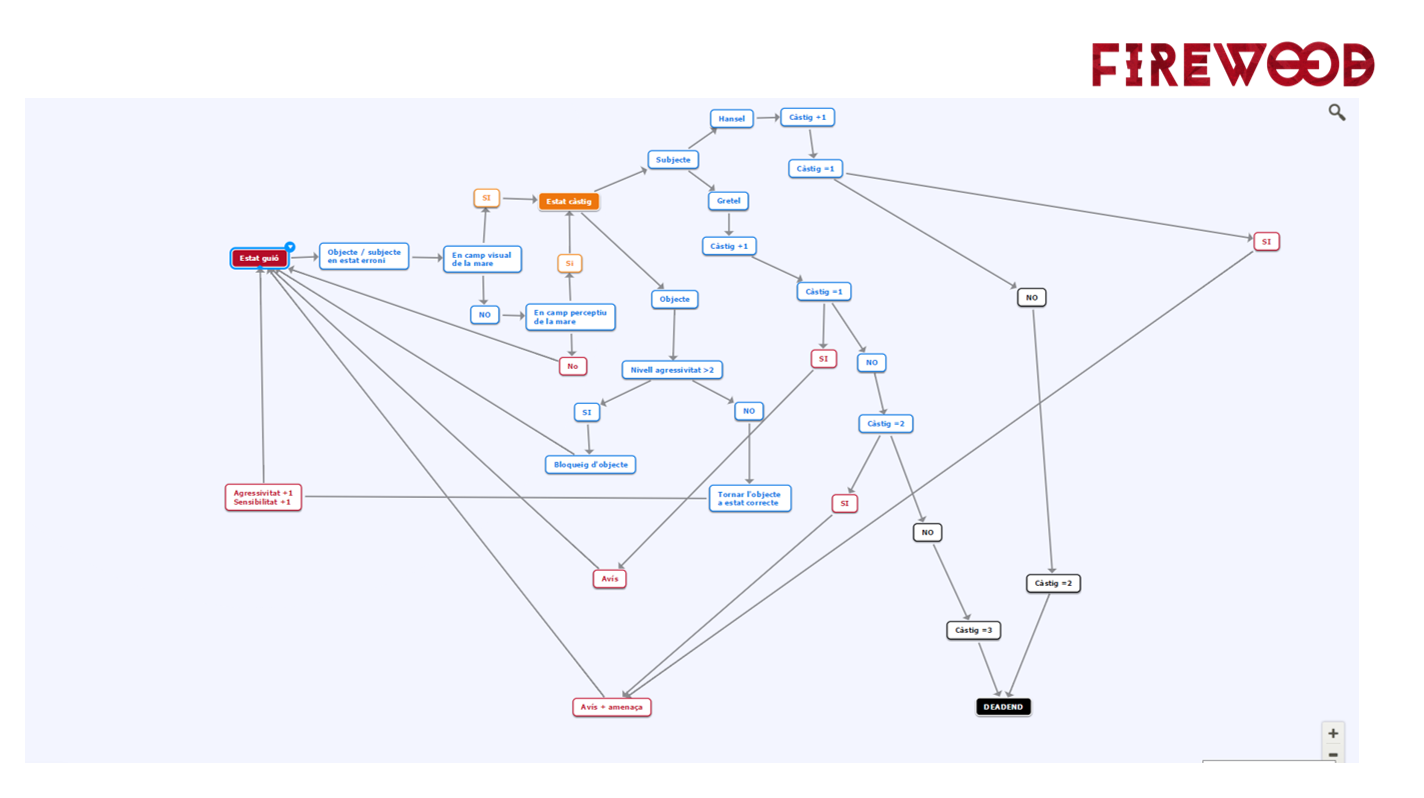 FIREWOOD
Hansel
Càstig +1
Subjecte
Càstig =1
SI
Estat càstig
Gretel
SI
Càstig +1
Estat guió
Objecte / subjecte
en estat erroni
En camp visual
de la mare
Sí
Càstig =1
NO
Objecte
NO
En camp perceptiu
de la mare
No
Nivell agressivitat >2
SI
NO
SI
NO
Càstig =2
Bloqueig d'objecte
Agressivitat +1
Sensibilitat +1
Tornar l'objecte
a estat correcte
SI
NO
Avís
Càstig =2
Càstig =3
Avís + amenaça
DEADEND